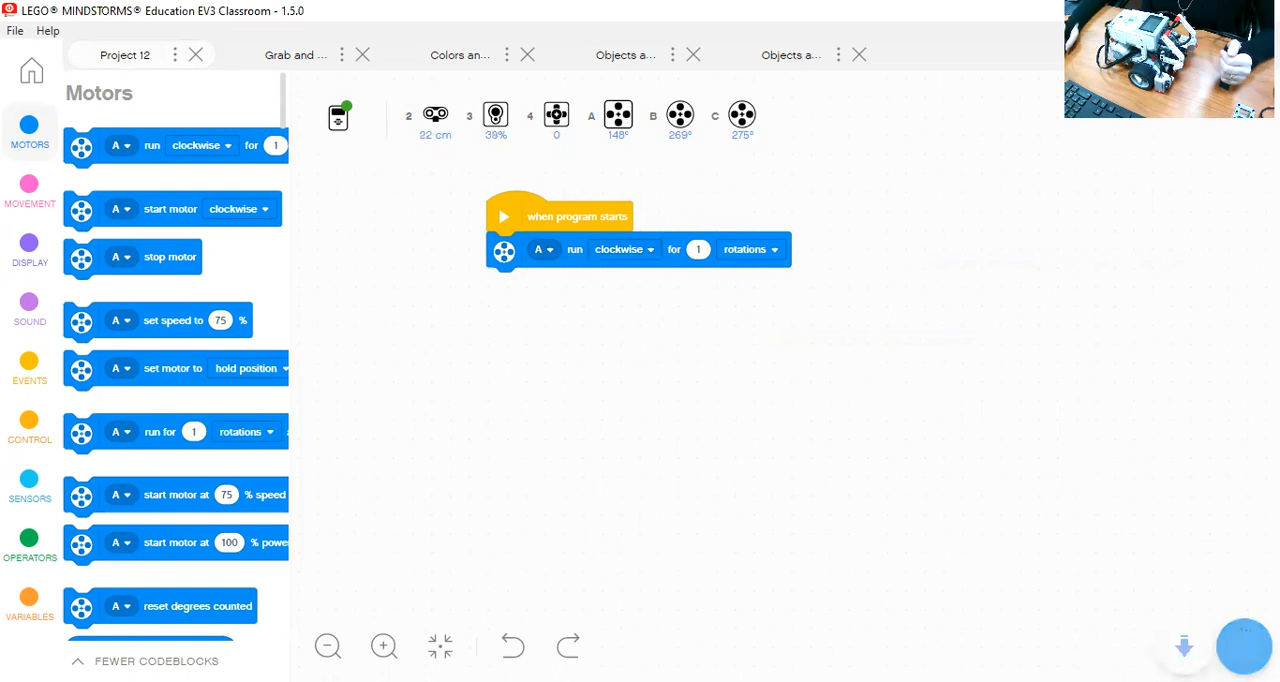 LEGO® MINDSTORMS® Education EV3 Classroom - 1.5.0
File Help
Project 12 Grab and ... Colors an... Objects a... Objects a...
Motors
2 3 4 A B C
22 cm 39% 0 148° 269° 275°
MOTORS
MOVEMENT
DISPLAY
SOUND
EVENTS
CONTROL
SENSORS
OPERATORS
VARIABLES
A run clockwise for 1
A start motor clockwise
A stop motor
A set speed to 75 %
A set motor to hold position
A run for 1 rotations
A start motor at 75 % speed
A start motor at 100 % powe
A reset degrees counted
FEWER CODEBLOCKS
when program starts
A run clockwise for 1 rotations